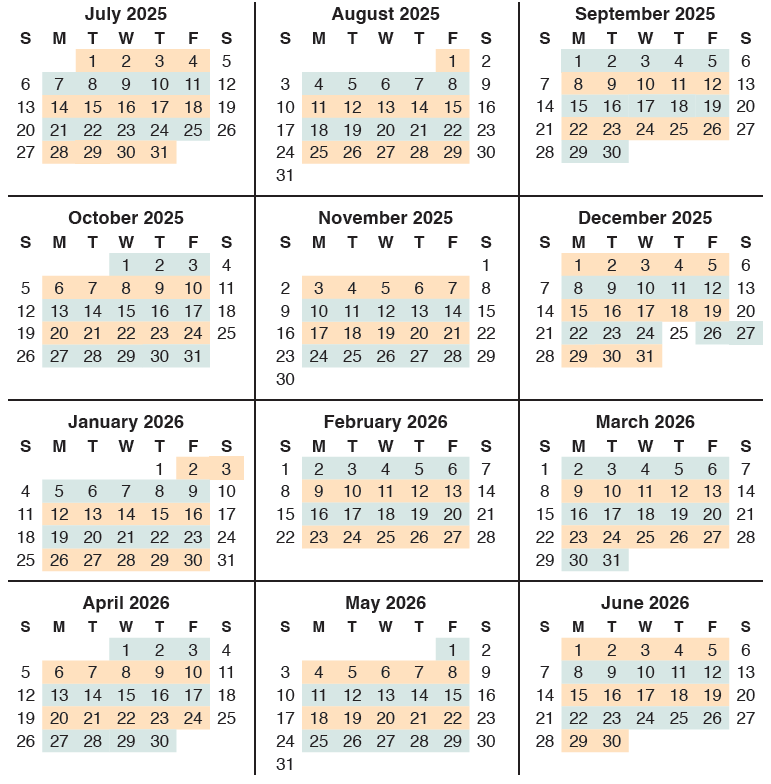 July 2025
S M T W T F S
1 2 3 4 5
6 7 8 9 10 11 12
13 14 15 16 17 18 19
20 21 22 23 24 25 26
27 28 29 30 31
August 2025
S M T W T F S
1 2
3 4 5 6 7 8 9
10 11 12 13 14 15 16
17 18 19 20 21 22 23
24 25 26 27 28 29 30
31
September 2025
S M T W T F S
1 2 3 4 5 6
7 8 9 10 11 12 13
14 15 16 17 18 19 20
21 22 23 24 25 26 27
28 29 30
October 2025
S M T W T F S
1 2 3 4
5 6 7 8 9 10 11
12 13 14 15 16 17 18
19 20 21 22 23 24 25
26 27 28 29 30 31
November 2025
S M T W T F S
1
2 3 4 5 6 7 8
9 10 11 12 13 14 15
16 17 18 19 20 21 22
23 24 25 26 27 28 29
30
December 2025
S M T W T F S
1 2 3 4 5 6
7 8 9 10 11 12 13
14 15 16 17 18 19 20
21 22 23 24 25 26 27
28 29 30 31
January 2026
S M T W T F S
1 2 3
4 5 6 7 8 9 10
11 12 13 14 15 16 17
18 19 20 21 22 23 24
25 26 27 28 29 30 31
February 2026
S M T W T F S
1 2 3 4 5 6 7
8 9 10 11 12 13 14
15 16 17 18 19 20 21
22 23 24 25 26 27 28
March 2026
S M T W T F S
1 2 3 4 5 6 7
8 9 10 11 12 13 14
15 16 17 18 19 20 21
22 23 24 25 26 27 28
29 30 31
April 2026
S M T W T F S
1 2 3 4
5 6 7 8 9 10 11
12 13 14 15 16 17 18
19 20 21 22 23 24 25
26 27 28 29 30
May 2026
S M T W T F S
1 2
3 4 5 6 7 8 9
10 11 12 13 14 15 16
17 18 19 20 21 22 23
24 25 26 27 28 29 30
31
June 2026
S M T W T F S
1 2 3 4 5 6
7 8 9 10 11 12 13
14 15 16 17 18 19 20
21 22 23 24 25 26 27
28 29 30